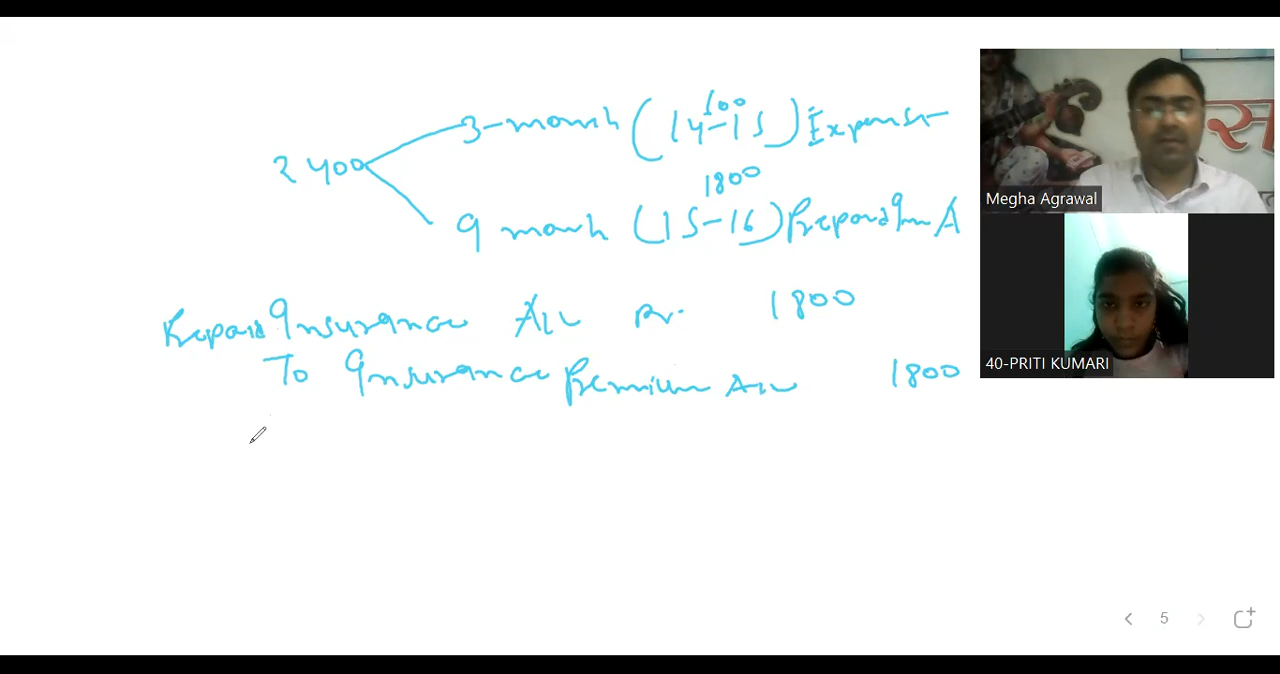 600
3-month (14-15) Expense
2400
1800
9 month (15-16) Prepaid Ins A
Prepaid Insurance A/c Dr. 1800
To Insurance Premium A/c 1800
Megha Agrawal
40-PRITI KUMARI
5